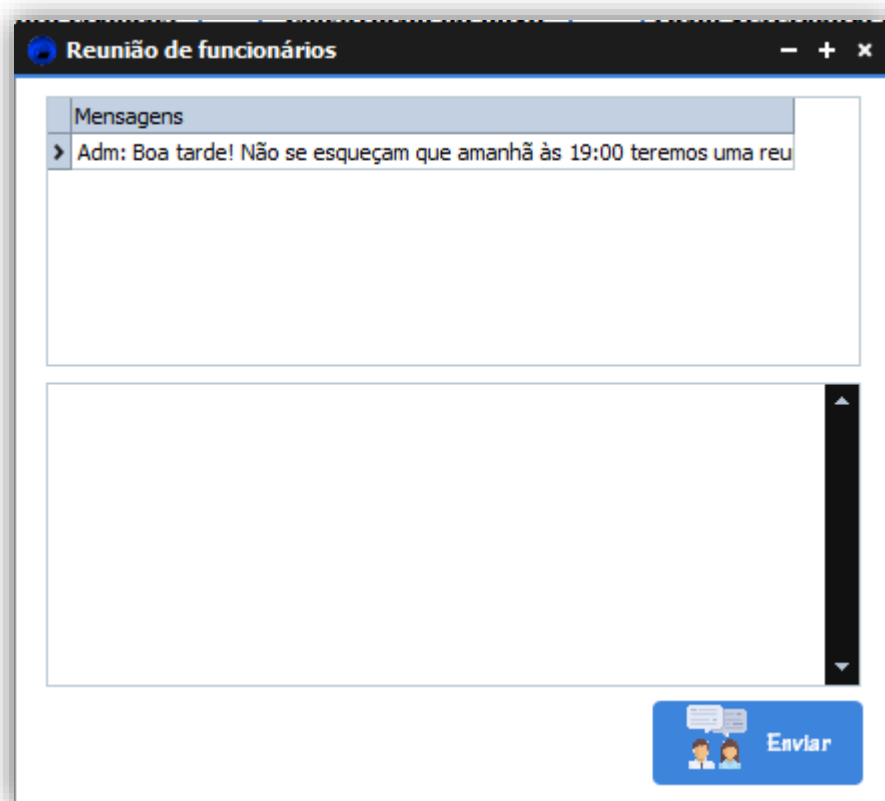 Reunião de funcionários
Mensagens
Adm: Boa tarde! Não se esqueçam que amanhã às 19:00 teremos uma reu
Enviar